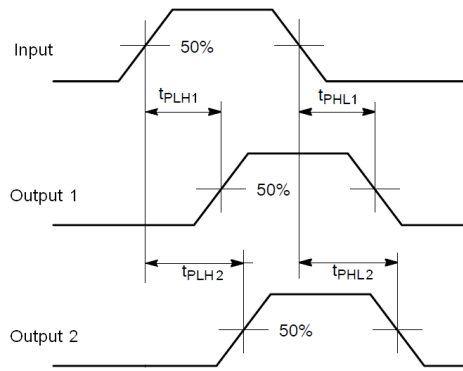 Input
50%
tPLH1
tPHL1
Output 1
50%
tPLH2
tPHL2
Output 2
50%